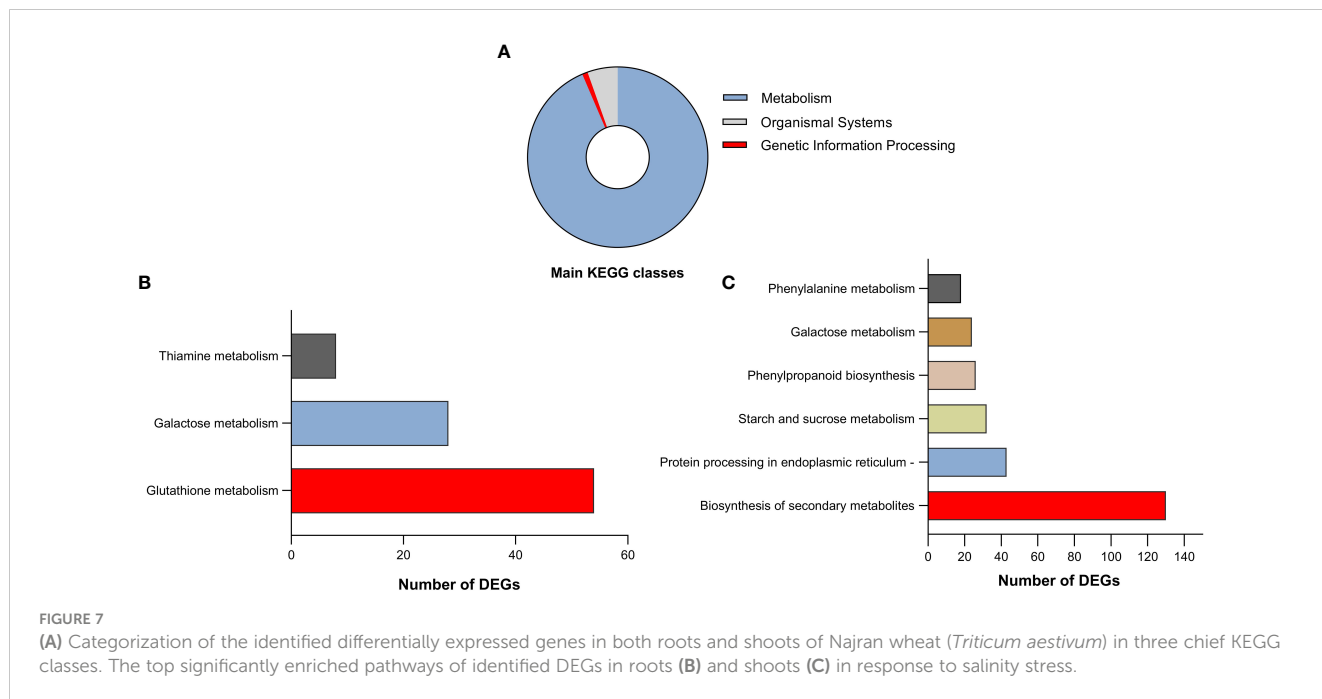 A
Metabolism
Organismal Systems
Genetic Information Processing
Main KEGG classes
B
Thiamine metabolism
Galactose metabolism
Glutathione metabolism
0 20 40 60
Number of DEGs
C
Phenylalanine metabolism
Galactose metabolism
Phenylpropanoid biosynthesis
Starch and sucrose metabolism
Protein processing in endoplasmic reticulum -
Biosynthesis of secondary metabolites
0 20 40 60 80 100 120 140
Number of DEGs
FIGURE 7
(A) Categorization of the identified differentially expressed genes in both roots and shoots of Najran wheat (Triticum aestivum) in three chief KEGG
classes. The top significantly enriched pathways of identified DEGs in roots (B) and shoots (C) in response to salinity stress.